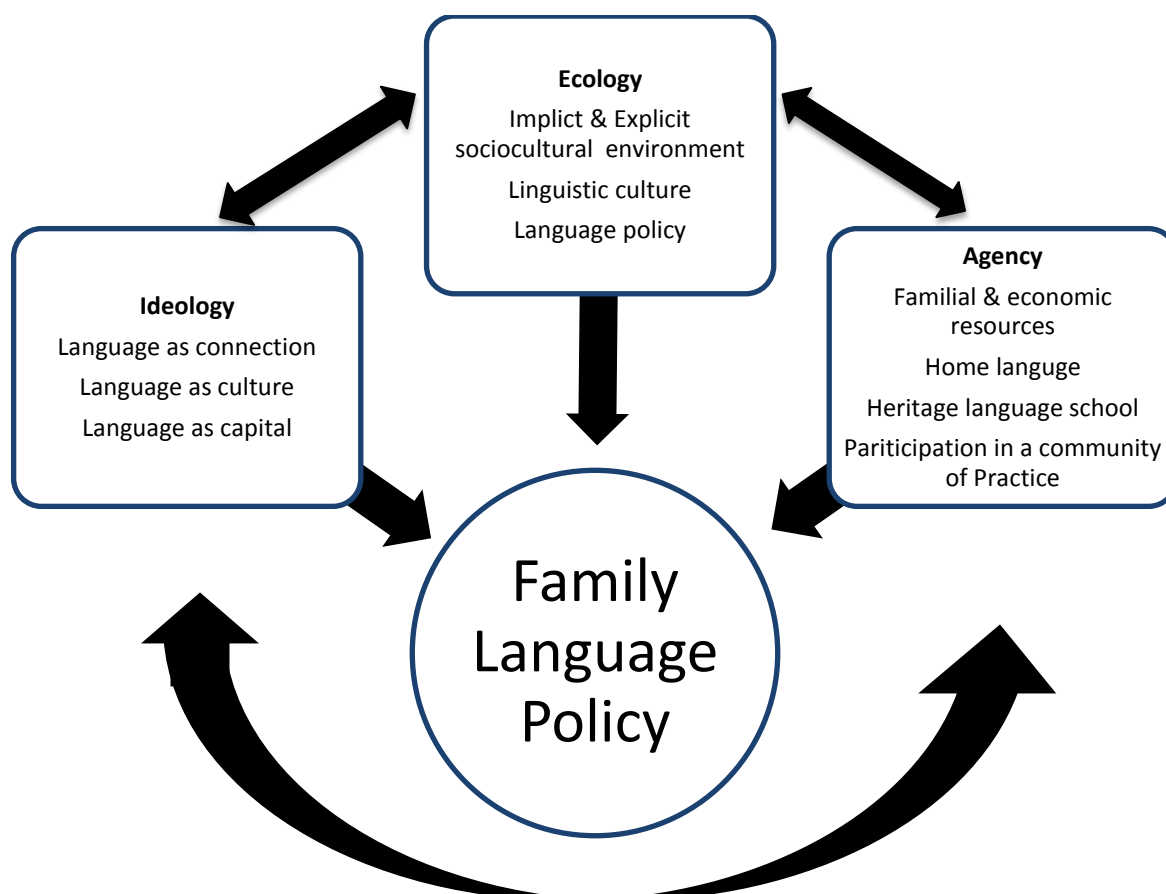 Ecology
Implict & Explicit
sociocultural environment
Linguistic culture
Language policy
Ideology
Language as connection
Language as culture
Language as capital
Agency
Familial & economic
resources
Home languge
Heritage language school
Pariticipation in a community
of Practice
Family
Language
Policy